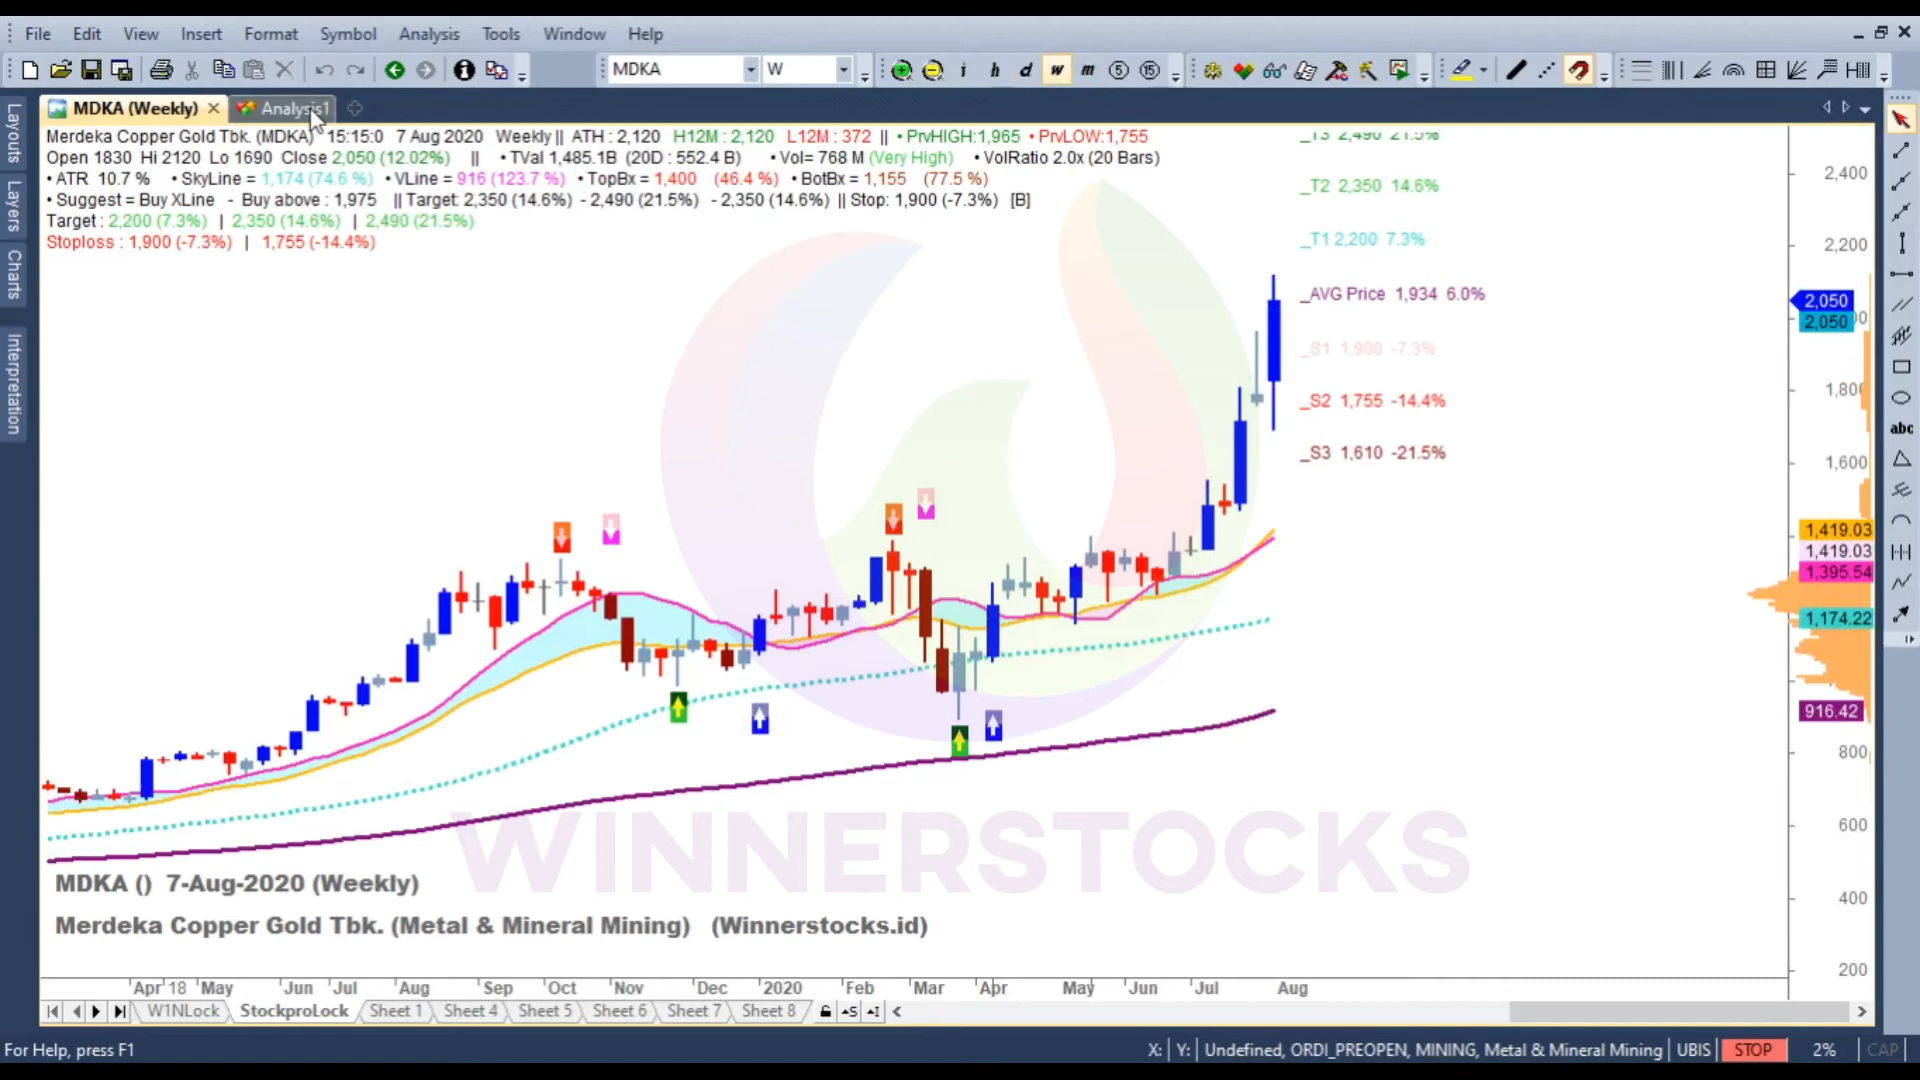 File Edit View Insert Format Symbol Analysis Tools Window Help
MDKA W i h d w m 5 15
MDKA (Weekly) Analysis1
Layouts
Layers
Charts
Interpretation
Merdeka Copper Gold Tbk. (MDKA) 15:15:0 7 Aug 2020 Weekly || ATH : 2,120 H12M : 2,120 L12M : 372 || • PrvHIGH:1,965 • PrvLOW:1,755
Open 1830 Hi 2120 Lo 1690 Close 2,050 (12.02%) || • TVal 1,485.1B (20D : 552.4 B) • Vol= 768 M (Very High) • VolRatio 2.0x (20 Bars)
• ATR 10.7 % • SkyLine = 1,174 (74.6 %) • VLine = 916 (123.7 %) • TopBx = 1,400 (46.4 %) • BotBx = 1,155 (77.5 %)
• Suggest = Buy XLine - Buy above : 1,975 || Target: 2,350 (14.6%) - 2,490 (21.5%) - 2,350 (14.6%) || Stop: 1,900 (-7.3%) [B]
Target : 2,200 (7.3%) | 2,350 (14.6%) | 2,490 (21.5%)
Stoploss : 1,900 (-7.3%) | 1,755 (-14.4%)
_T3 2,490 21.5%
_T2 2,350 14.6%
_T1 2,200 7.3%
_AVG Price 1,934 6.0%
_S1 1,900 -7.3%
_S2 1,755 -14.4%
_S3 1,610 -21.5%
2,400
2,200
2,050
2,050
1,800
1,600
1,419.03
1,419.03
1,395.54
1,174.22
916.42
800
600
400
200
abc
WINNERSTOCKS
MDKA () 7-Aug-2020 (Weekly)
Merdeka Copper Gold Tbk. (Metal & Mineral Mining) (Winnerstocks.id)
Apr '18 May Jun Jul Aug Sep Oct Nov Dec 2020 Feb Mar Apr May Jun Jul Aug
W1NLock StockproLock Sheet 1 Sheet 4 Sheet 5 Sheet 6 Sheet 7 Sheet 8 S I
For Help, press F1 X: Y: Undefined, ORDI_PREOPEN, MINING, Metal & Mineral Mining UBIS STOP 2% CAP